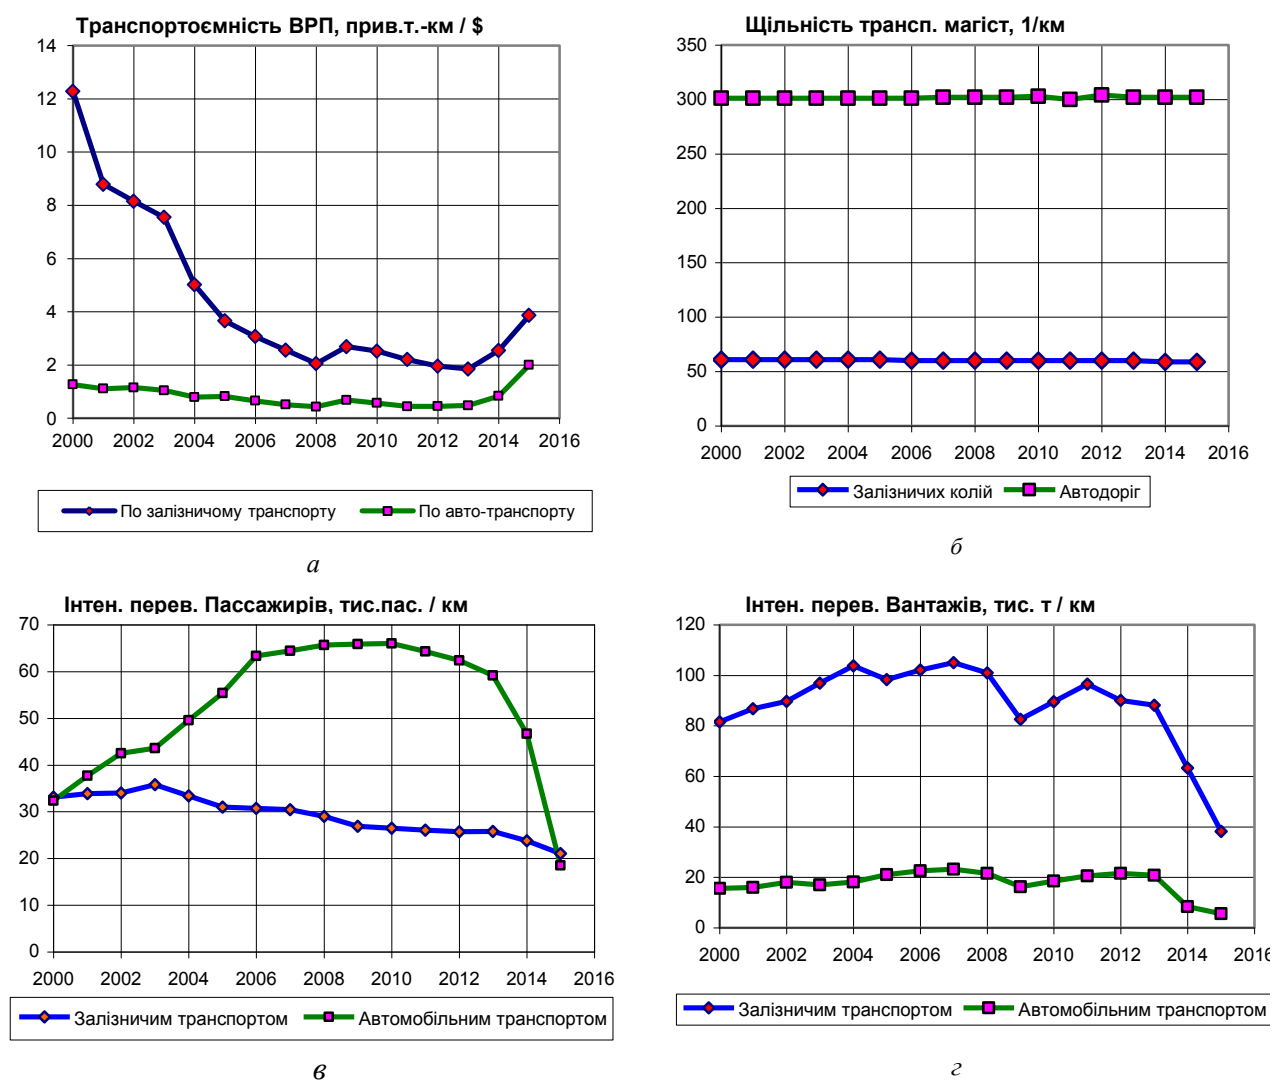 Транспортоємність ВРП, прив.т.-км / $
14
12
10
8
6
4
2
0
2000 2002 2004 2006 2008 2010 2012 2014 2016
По залізничому транспорту По авто-транспорту
а
Щільність трансп. магіст, 1/км
350
300
250
200
150
100
50
0
2000 2002 2004 2006 2008 2010 2012 2014 2016
Залізничих колій Автодоріг
б
Інтен. перев. Пассажирів, тис.пас. / км
70
60
50
40
30
20
10
0
2000 2002 2004 2006 2008 2010 2012 2014 2016
Залізничим транспортом Автомобільним транспортом
в
Інтен. перев. Вантажів, тис. т / км
120
100
80
60
40
20
0
2000 2002 2004 2006 2008 2010 2012 2014 2016
Залізничим транспортом Автомобільним транспортом
г